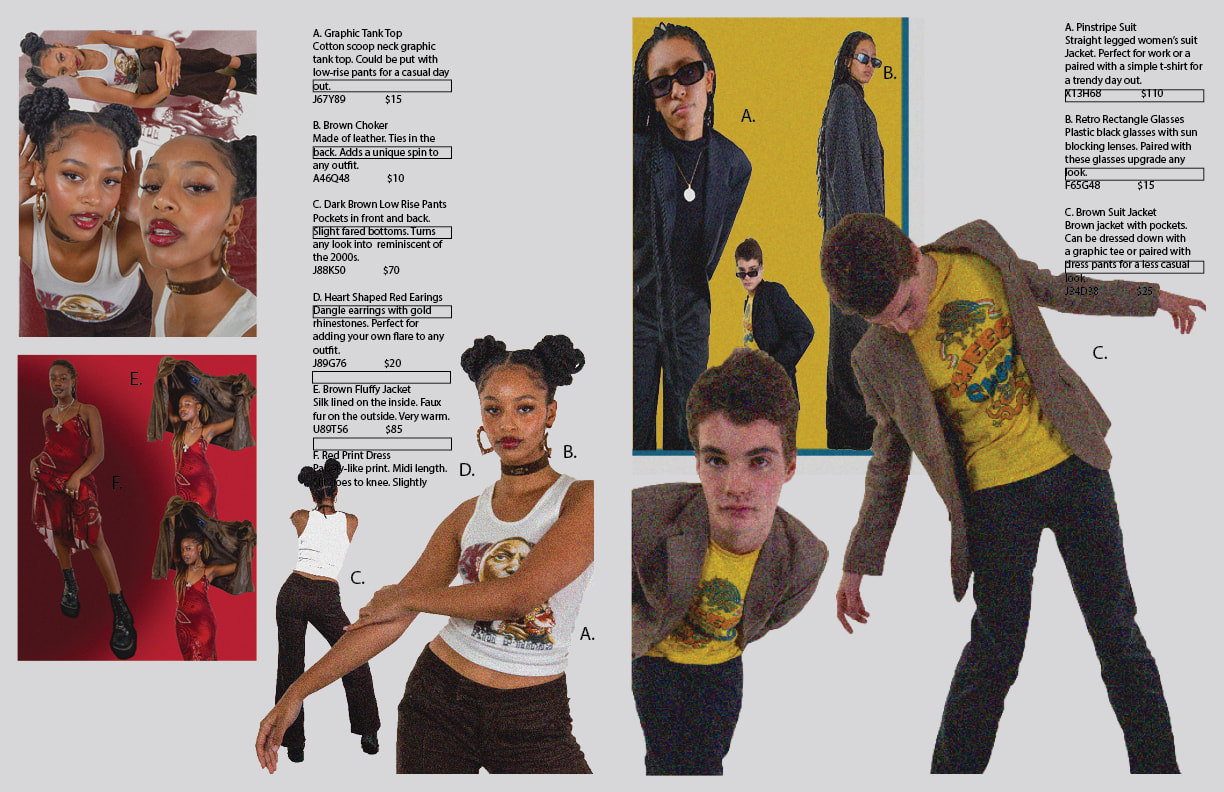 A. Graphic Tank Top
Cotton scoop neck graphic
tank top. Could be put with
low-rise pants for a casual day
out.
J67Y89 $15
B. Brown Choker
Made of leather. Ties in the
back. Adds a unique spin to
any outfit.
A46Q48 $10
C. Dark Brown Low Rise Pants
Pockets in front and back.
Slight fared bottoms. Turns
any look into reminiscent of
the 2000s.
J88K50 $70
D. Heart Shaped Red Earings
Dangle earrings with gold
rhinestones. Perfect for
adding your own flare to any
outfit.
J89G76 $20
E. Brown Fluffy Jacket
Silk lined on the inside. Faux
fur on the outside. Very warm.
U89T56 $85
F. Red Print Dress
print. Midi length.
goes to knee. Slightly
E.
F.
D.
B.
C.
A.
A.
B.
A. Pinstripe Suit
Straight legged women's suit
Jacket. Perfect for work or a
paired with a simple t-shirt for
a trendy day out.
X13H68 $110
B. Retro Rectangle Glasses
Plastic black glasses with sun
blocking lenses. Paired with
these glasses upgrade any
look.
F65G48 $15
C. Brown Suit Jacket
Brown jacket with pockets.
Can be dressed down with
a graphic tee or paired with
dress pants for a less casual
look.
J34D38 $25
C.